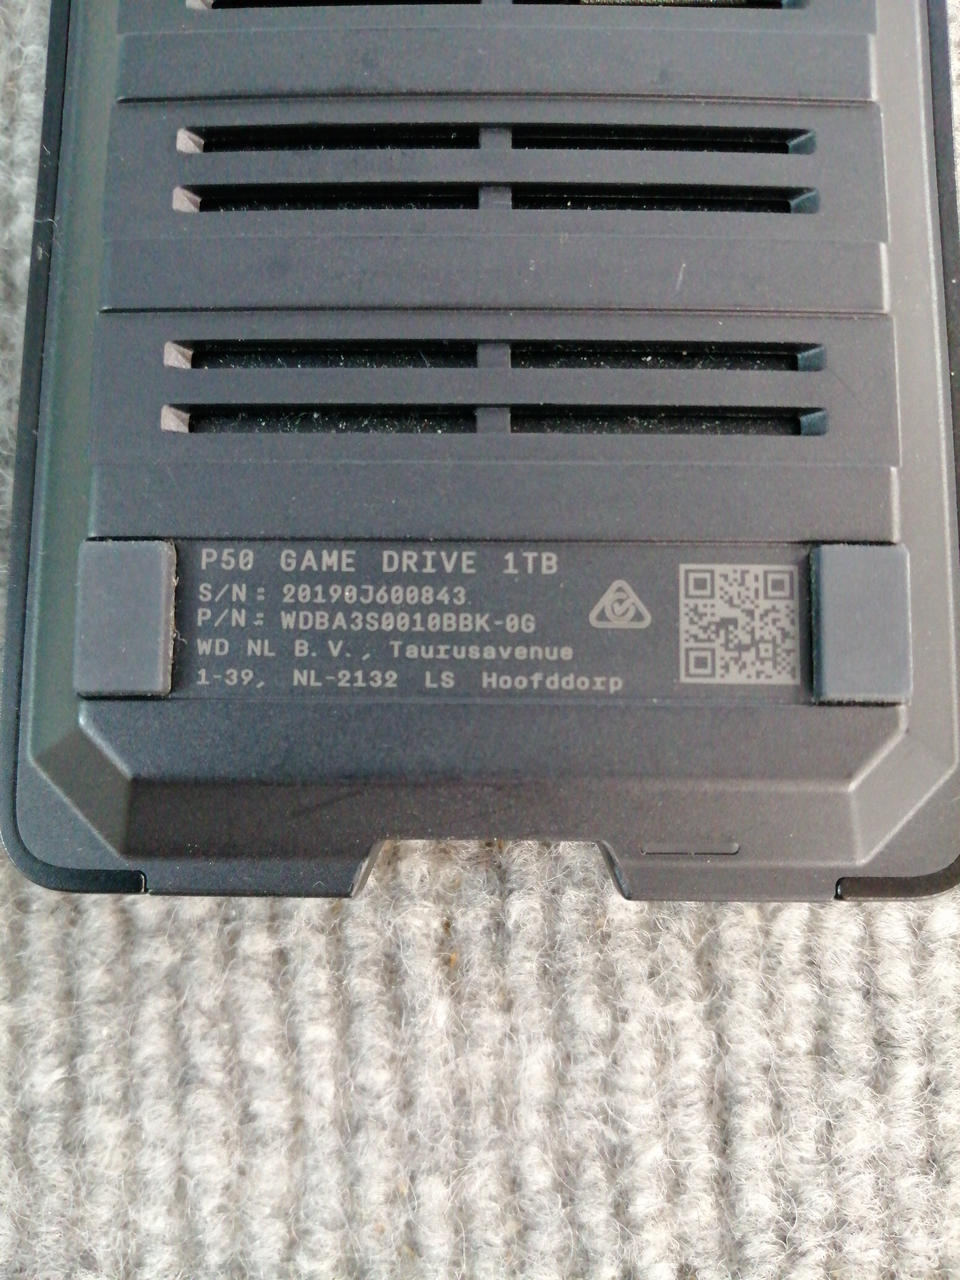 P50 GAME DRIVE 1TB
S/N: 20190J600843
P/N: WDBA3S0010BBK-0G
WD NL B.V., Taurusavenue
1-39, NL-2132 LS Hoofddorp